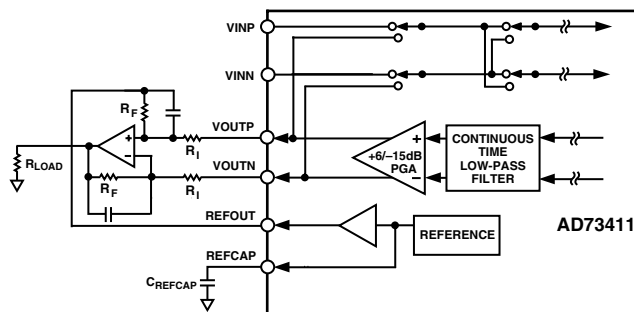 VINP
VINN
RF
VOUTP
RI
+
−
RLOAD
RF
VOUTN
RI
+
+6/–15dB
PGA
−
CONTINUOUS
TIME
LOW-PASS
FILTER
REFOUT
AD73411
REFERENCE
REFCAP
CREFCAP